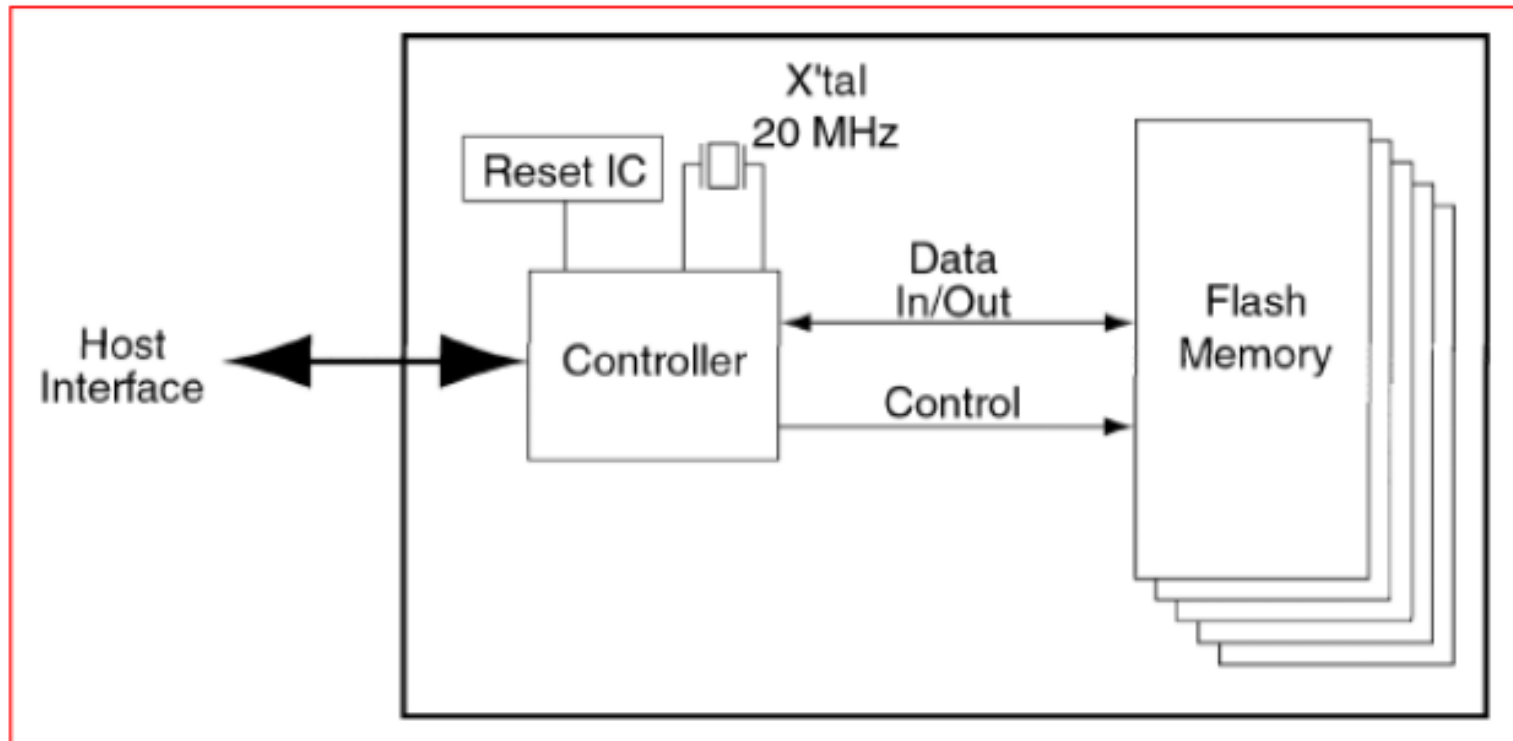 X'tal
20 MHz
Reset IC
Data
In/Out
Flash
Memory
Host
Interface
Controller
Control